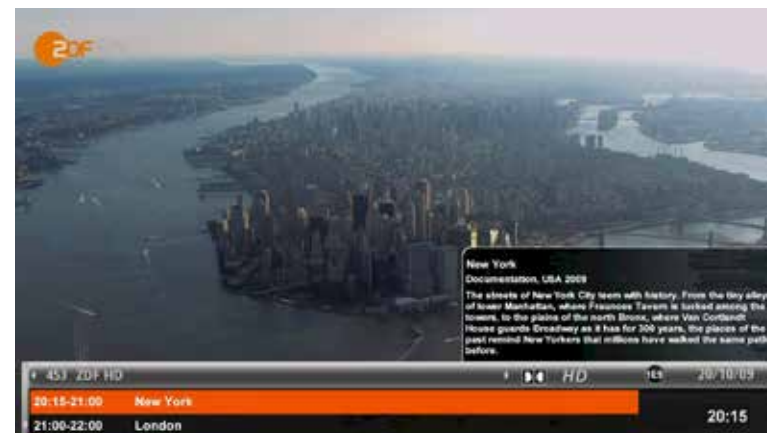 ZDF
New York
Documentation, USA 2009
The streets of New York City teem with history. From the tiny alley
of lower Manhattan, where Fraunces Tavern is tucked among the
towers, to the plains of the north Bronx, where Van Cortlandt
House guards Broadway as it has for 300 years, the places of the
past remind New Yorkers that millions have walked the same path
before.
453 ZDF HD
HD
20/10/09
20:15-21:00 New York
20:15
21:00-22:00 London